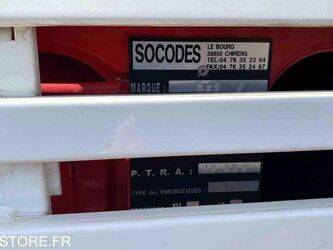 SOCODES
LE BOURG
38850 CHIRENS
TEL:04 76 35 22 64
FAX:04 76 35 24 67
MARQUE :
P. T. R. A. :
TYPE des PNEUMATIQUES :
STORE.FR